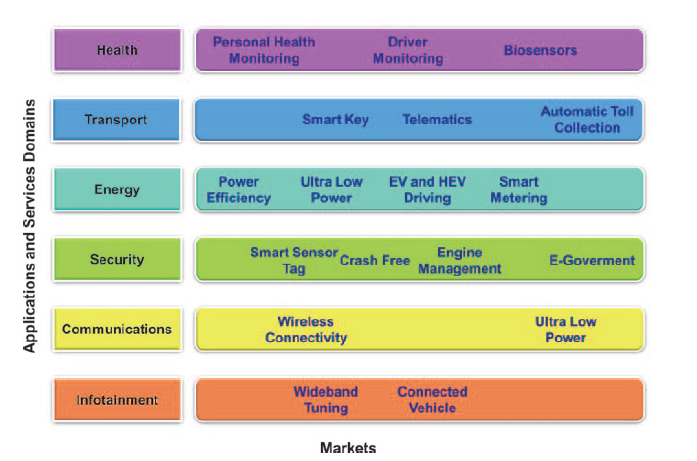 Applications and Services Domains
Health
Personal Health
Monitoring
Driver
Monitoring
Biosensors
Transport
Smart Key
Telematics
Automatic Toll
Collection
Energy
Power
Efficiency
Ultra Low
Power
EV and HEV
Driving
Smart
Metering
Security
Smart Sensor
Tag
Crash Free
Engine
Management
E-Goverment
Communications
Wireless
Connectivity
Ultra Low
Power
Infotainment
Wideband
Tuning
Connected
Vehicle
Markets